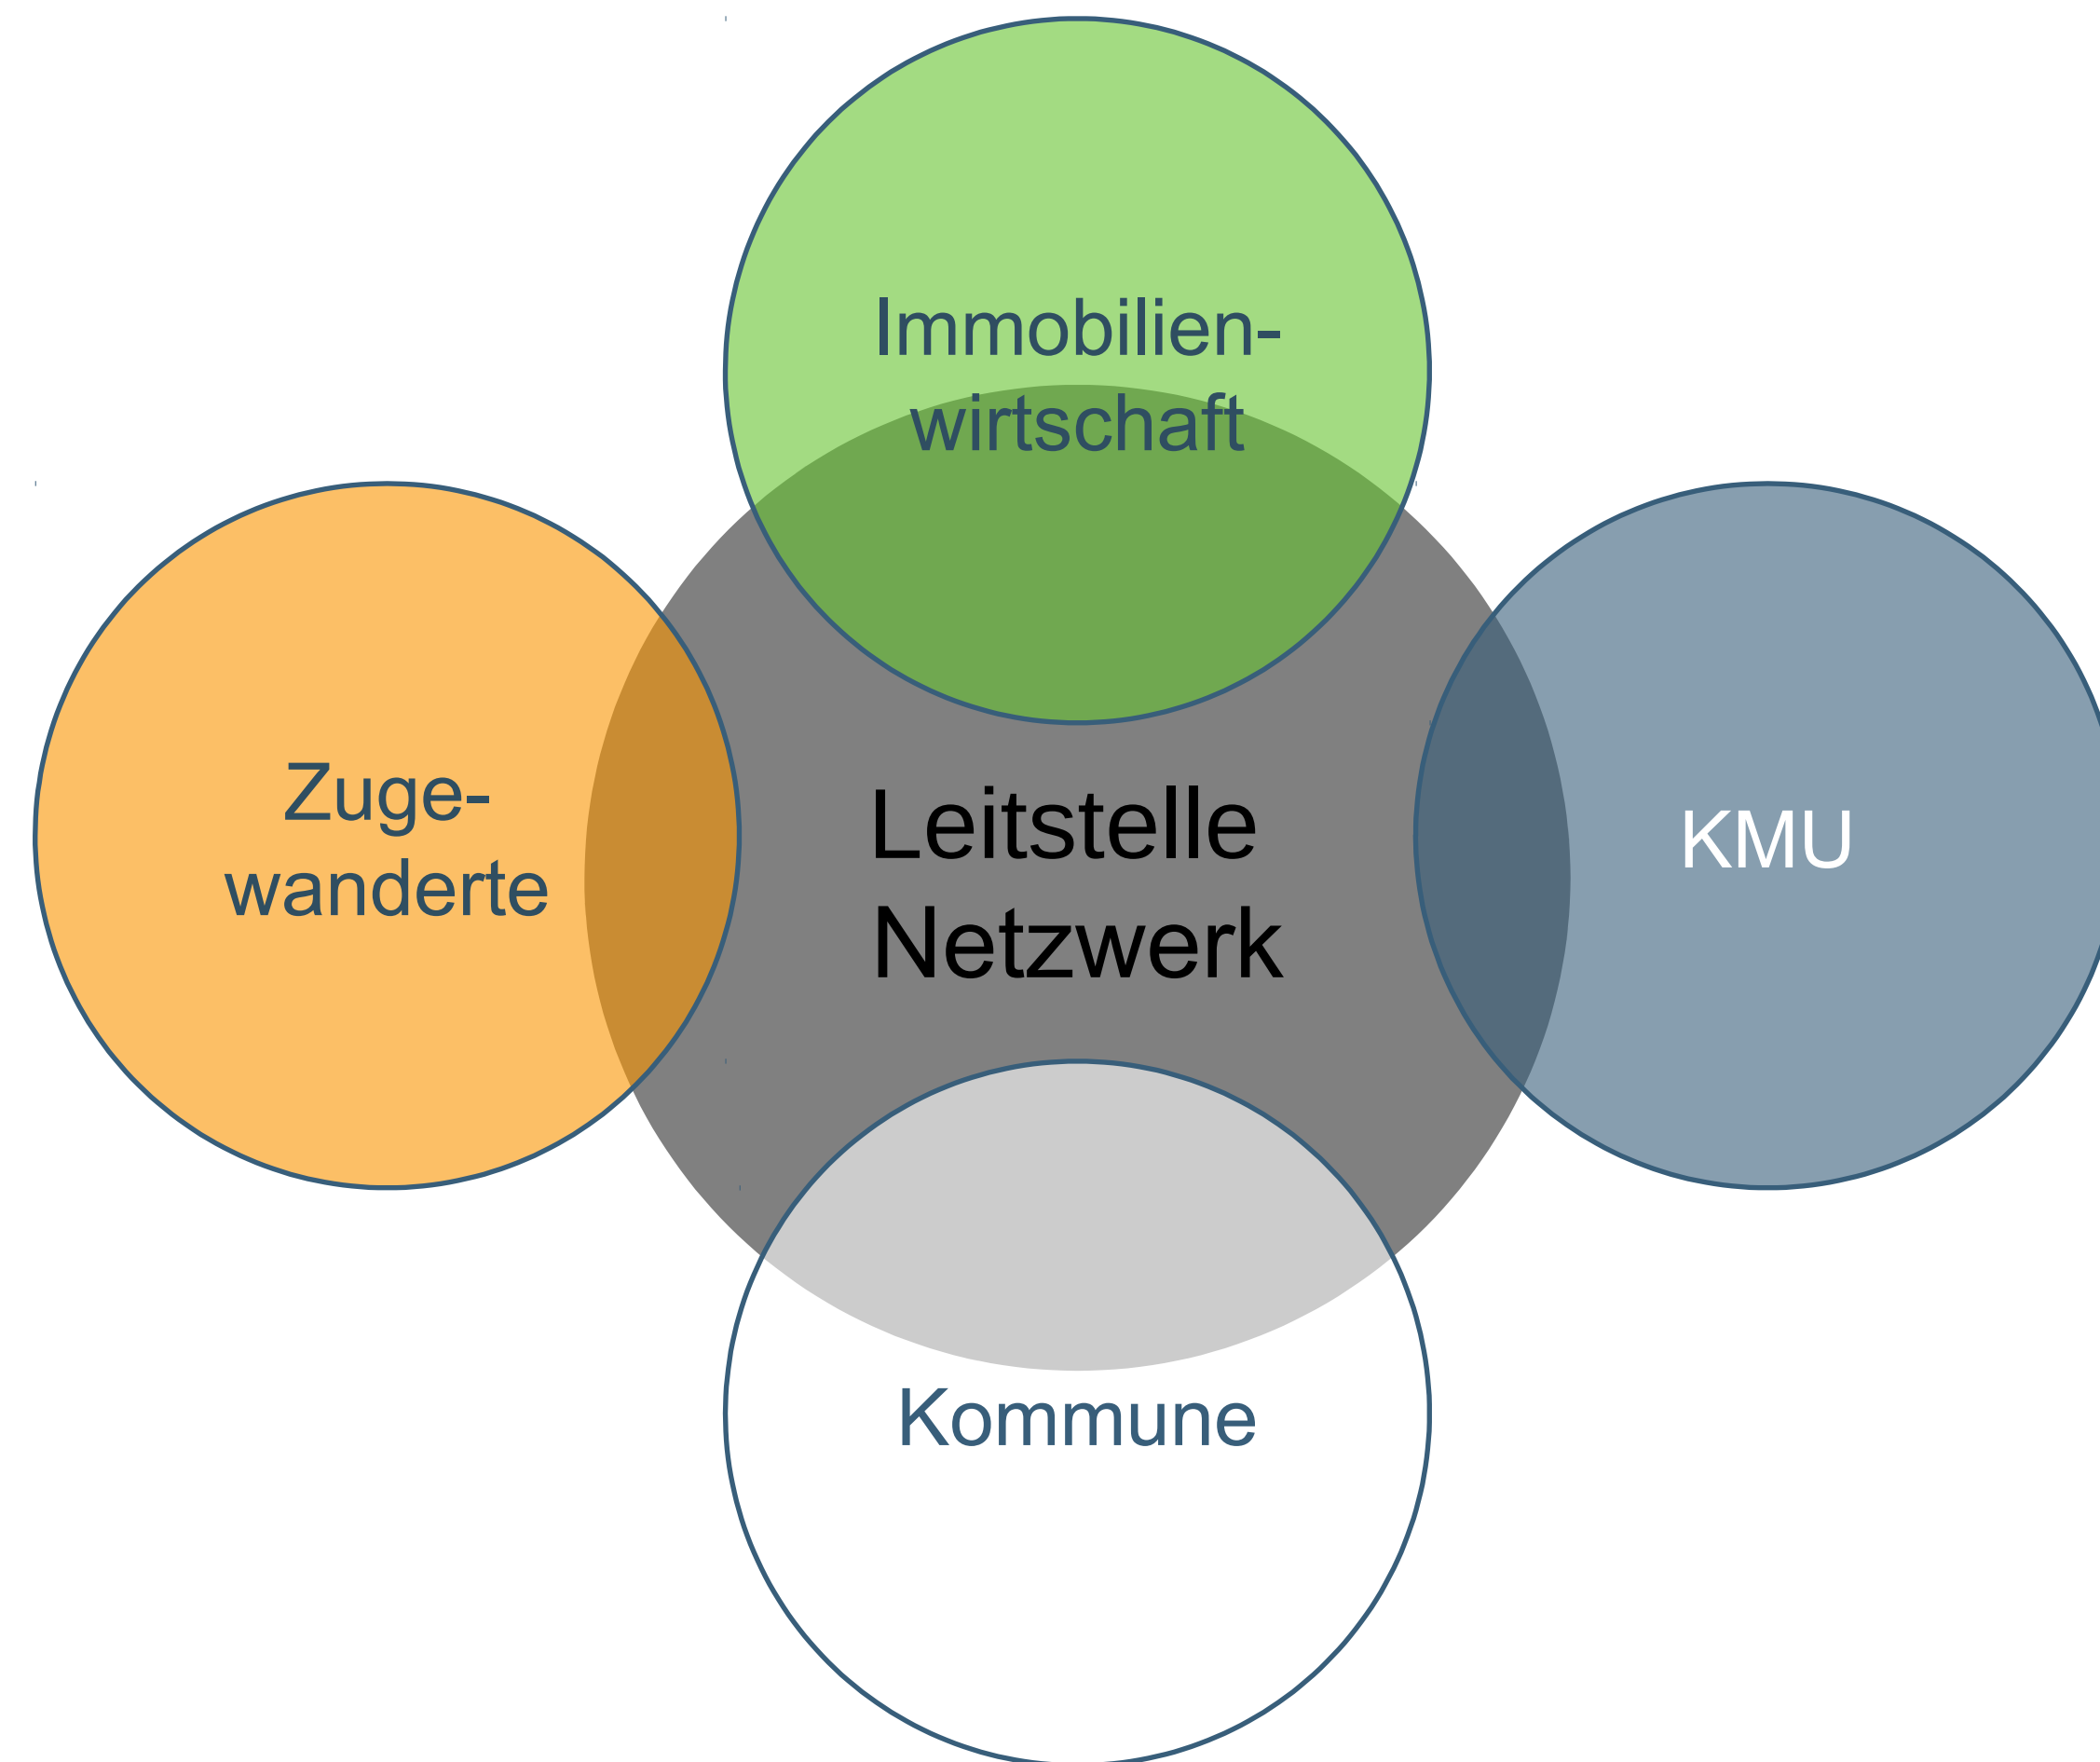 Immobilien-
wirtschaft
Zuge-
wanderte
Leitstelle
Netzwerk
KMU
Kommune